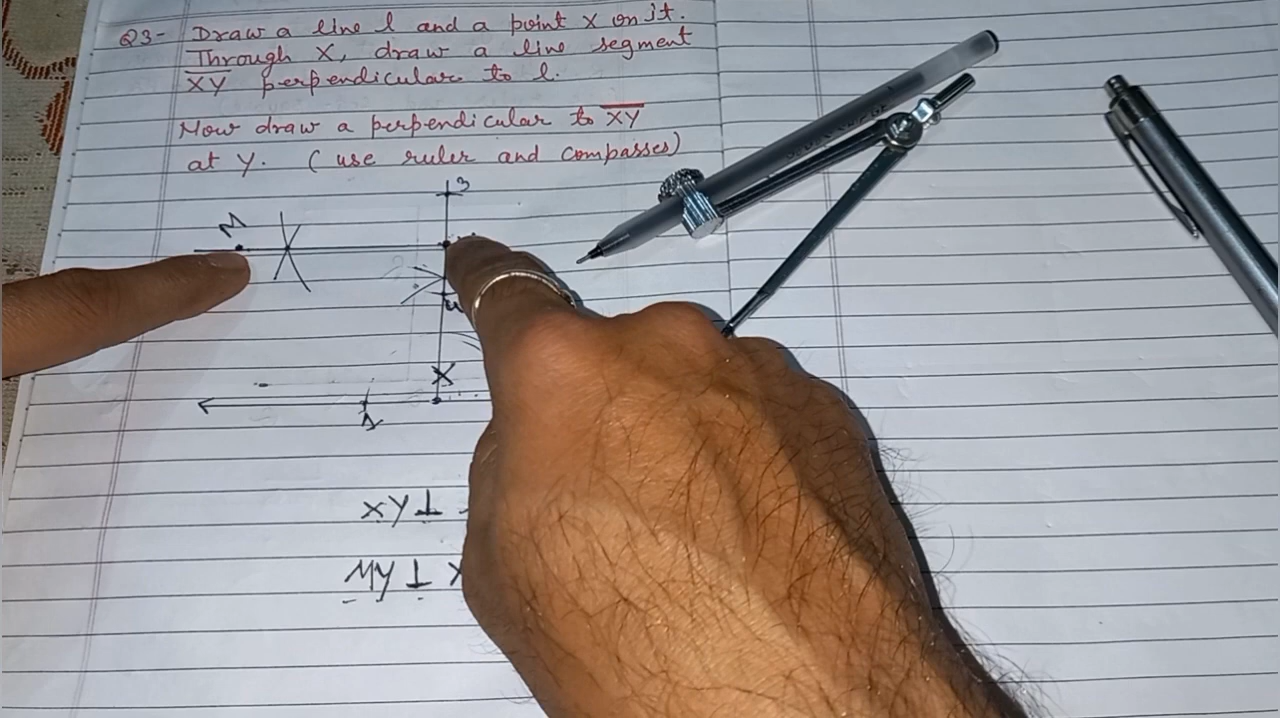 Q3- Draw a line l and a point X on it.
Through X, draw a line segment
XY perpendicular to l.
Now draw a perpendicular to XY
at Y. (use ruler and compasses)
M
X
A
XY ⊥
MY ⊥ X